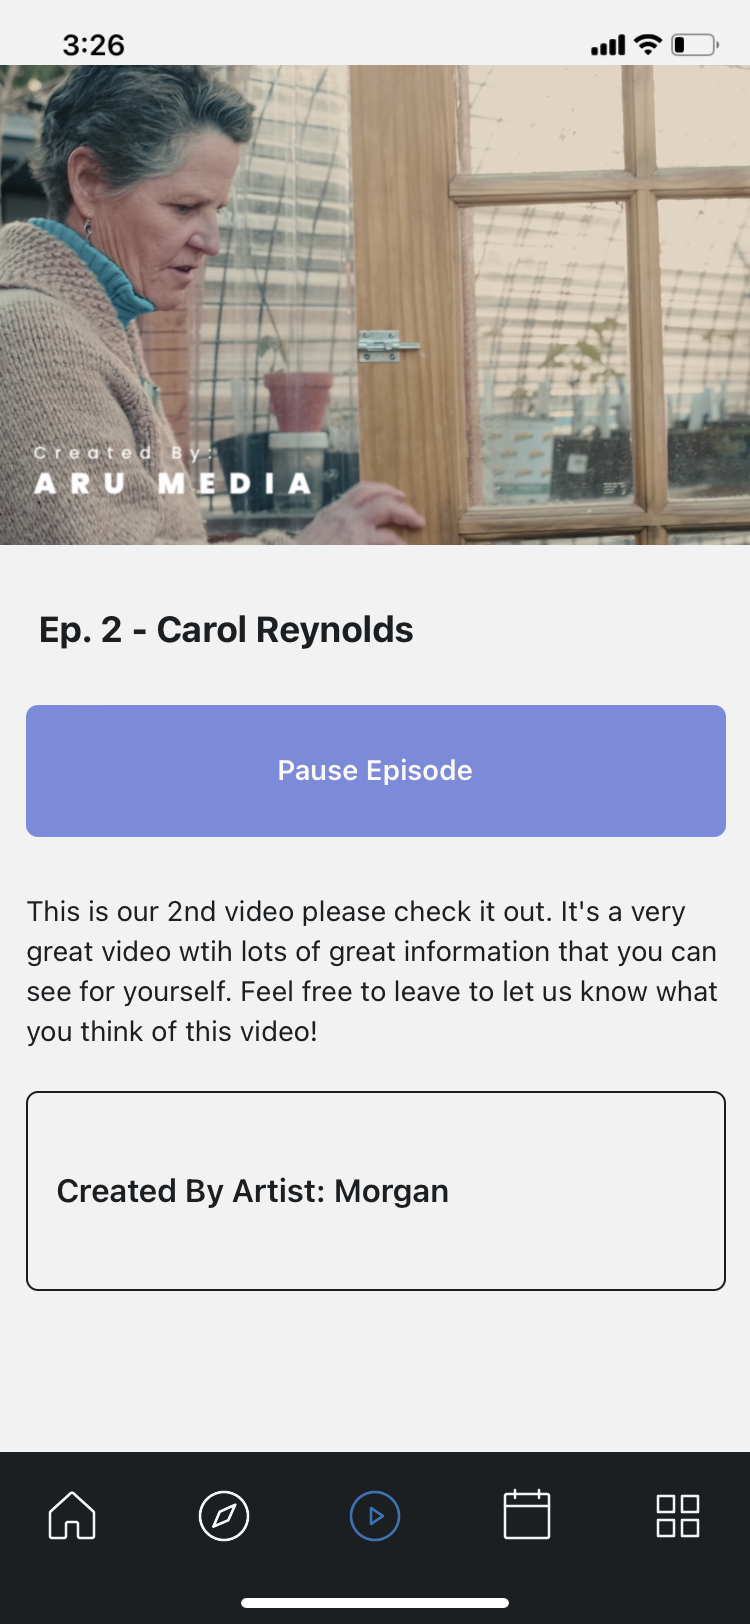 3:26
Created By:
ARU MEDIA
Ep. 2 - Carol Reynolds
Pause Episode
This is our 2nd video please check it out. It's a very
great video wtih lots of great information that you can
see for yourself. Feel free to leave to let us know what
you think of this video!
Created By Artist: Morgan